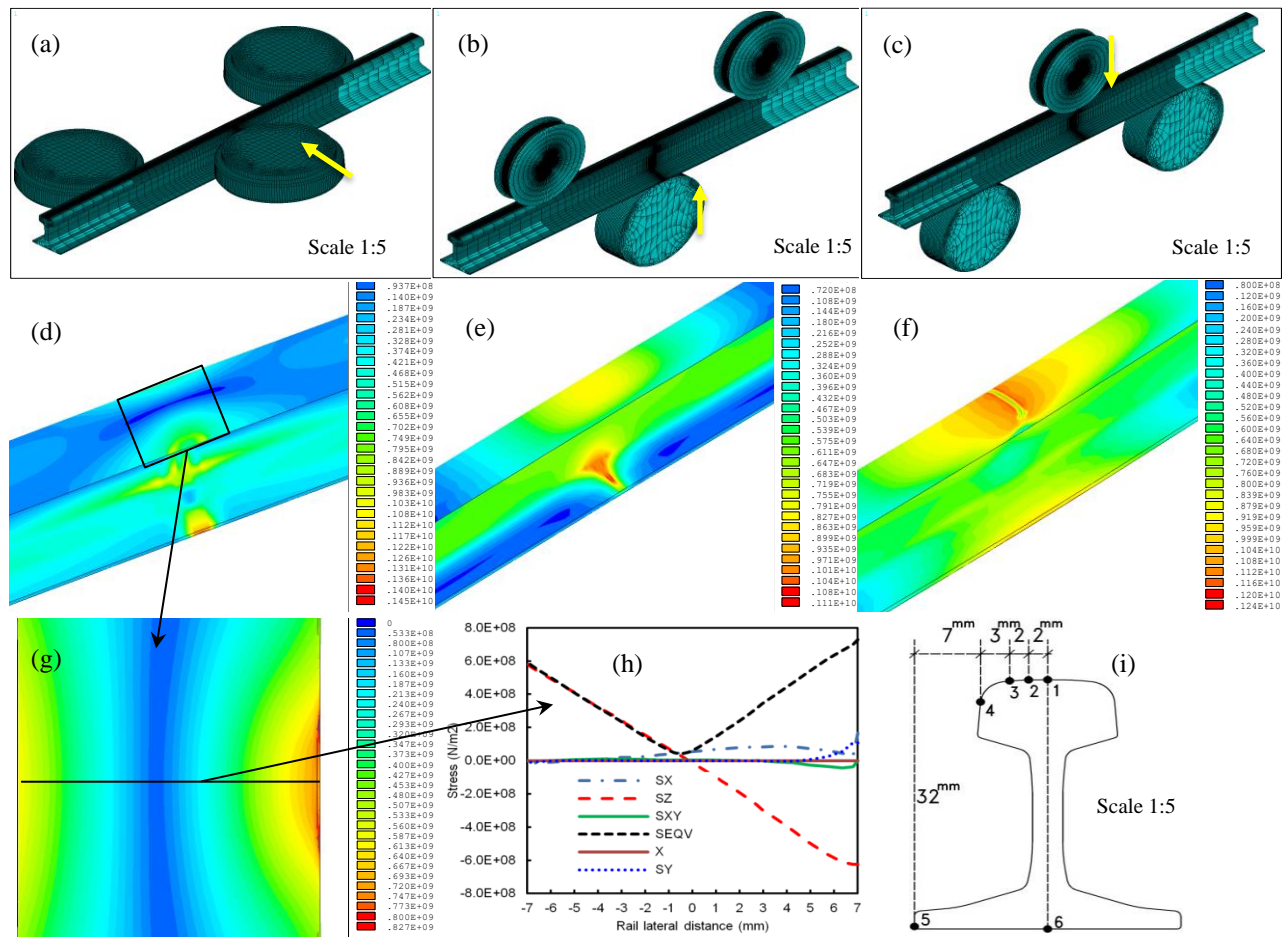 1
(a)
Scale 1:5
(b)
Scale 1:5
1
(c)
Scale 1:5
(d)
.937E+08
.140E+09
.187E+09
.234E+09
.281E+09
.328E+09
.374E+09
.421E+09
.468E+09
.515E+09
.562E+09
.608E+09
.655E+09
.702E+09
.749E+09
.795E+09
.842E+09
.889E+09
.936E+09
.983E+09
.103E+10
.108E+10
.112E+10
.117E+10
.122E+10
.126E+10
.131E+10
.136E+10
.140E+10
.145E+10
(e)
.720E+08
.108E+09
.144E+09
.180E+09
.216E+09
.252E+09
.288E+09
.324E+09
.360E+09
.396E+09
.432E+09
.467E+09
.503E+09
.539E+09
.575E+09
.611E+09
.647E+09
.683E+09
.719E+09
.755E+09
.791E+09
.827E+09
.863E+09
.899E+09
.935E+09
.971E+09
.101E+10
.104E+10
.108E+10
.111E+10
(f)
.800E+08
.120E+09
.160E+09
.200E+09
.240E+09
.280E+09
.320E+09
.360E+09
.400E+09
.440E+09
.480E+09
.520E+09
.560E+09
.600E+09
.640E+09
.680E+09
.720E+09
.760E+09
.800E+09
.839E+09
.879E+09
.919E+09
.959E+09
.999E+09
.104E+10
.108E+10
.112E+10
.116E+10
.120E+10
.124E+10
(g)
0
.533E+08
.800E+08
.107E+09
.133E+09
.160E+09
.187E+09
.213E+09
.240E+09
.267E+09
.293E+09
.320E+09
.347E+09
.373E+09
.400E+09
.427E+09
.453E+09
.480E+09
.507E+09
.533E+09
.560E+09
.587E+09
.613E+09
.640E+09
.667E+09
.693E+09
.720E+09
.747E+09
.773E+09
.800E+09
.827E+09
(h)
8.0E+08
6.0E+08
4.0E+08
2.0E+08
0.0E+00
-2.0E+08
-4.0E+08
-6.0E+08
-8.0E+08
Stress (N/m2)
SX
SZ
SXY
SEQV
X
SY
-7 -6 -5 -4 -3 -2 -1 0 1 2 3 4 5 6 7
Rail lateral distance (mm)
(i)
7mm 3mm 2 2mm
3 2 1
4
32mm
Scale 1:5
5 6